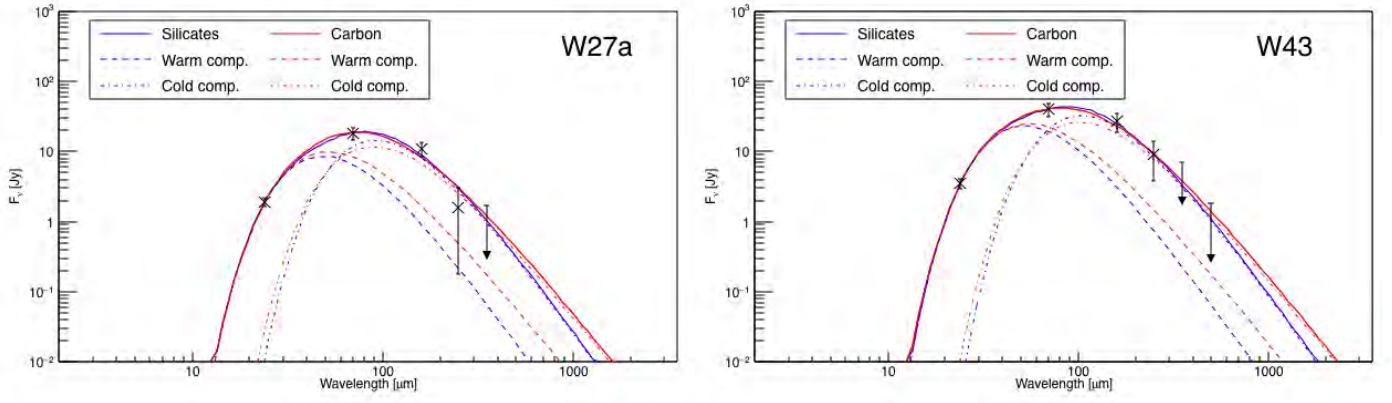 W27a
Silicates Carbon
Warm comp. Warm comp.
Cold comp. Cold comp.
F_ν [Jy]
10³
10²
10
1
10⁻¹
10⁻²
10 100 1000
Wavelength [μm]
W43
Silicates Carbon
Warm comp. Warm comp.
Cold comp. Cold comp.
F_ν [Jy]
10³
10²
10
1
10⁻¹
10⁻²
10 100 1000
Wavelength [μm]